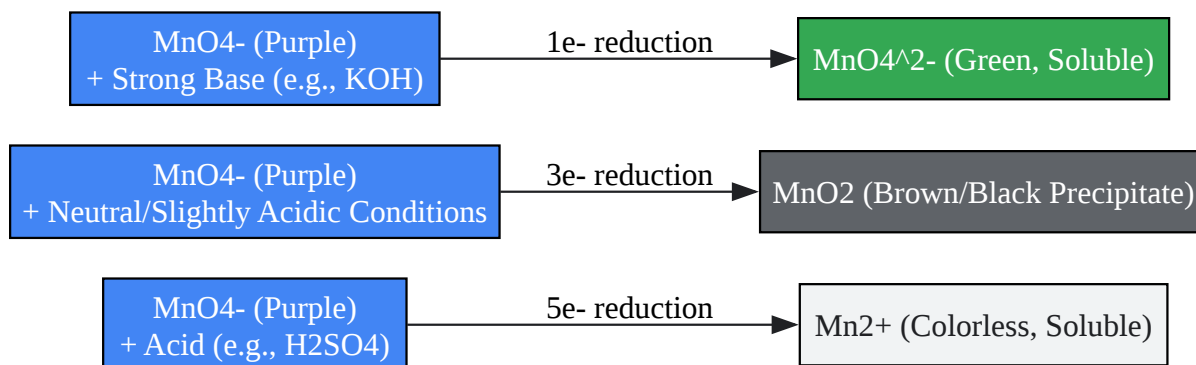 MnO4- (Purple)
+ Strong Base (e.g., KOH)
1e- reduction
MnO4^2- (Green, Soluble)
MnO4- (Purple)
+ Neutral/Slightly Acidic Conditions
3e- reduction
MnO2 (Brown/Black Precipitate)
MnO4- (Purple)
+ Acid (e.g., H2SO4)
5e- reduction
Mn2+ (Colorless, Soluble)